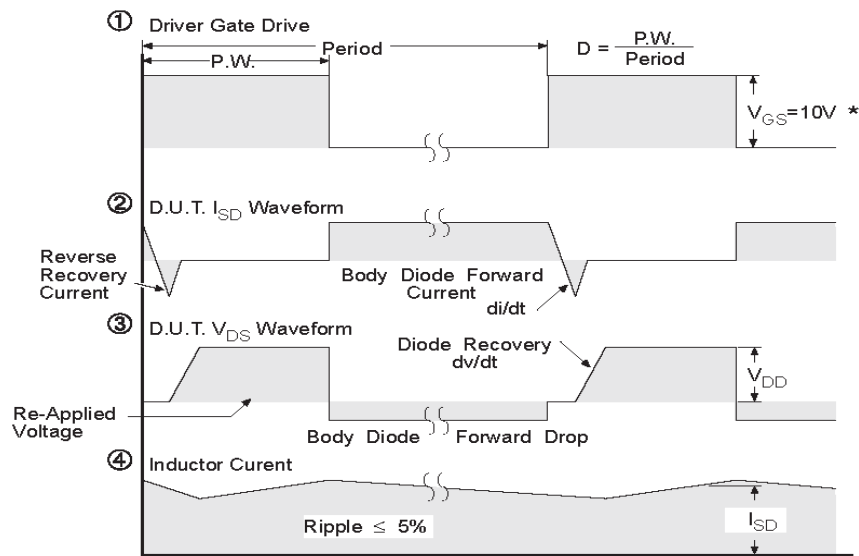 ① Driver Gate Drive
Period
P.W.
D = P.W.
Period
V_GS=10V *
② D.U.T. I_SD Waveform
Reverse
Recovery
Current
Body Diode Forward
Current
di/dt
③ D.U.T. V_DS Waveform
Diode Recovery
dv/dt
V_DD
Re-Applied
Voltage
Body Diode Forward Drop
④ Inductor Curent
Ripple ≤ 5%
I_SD